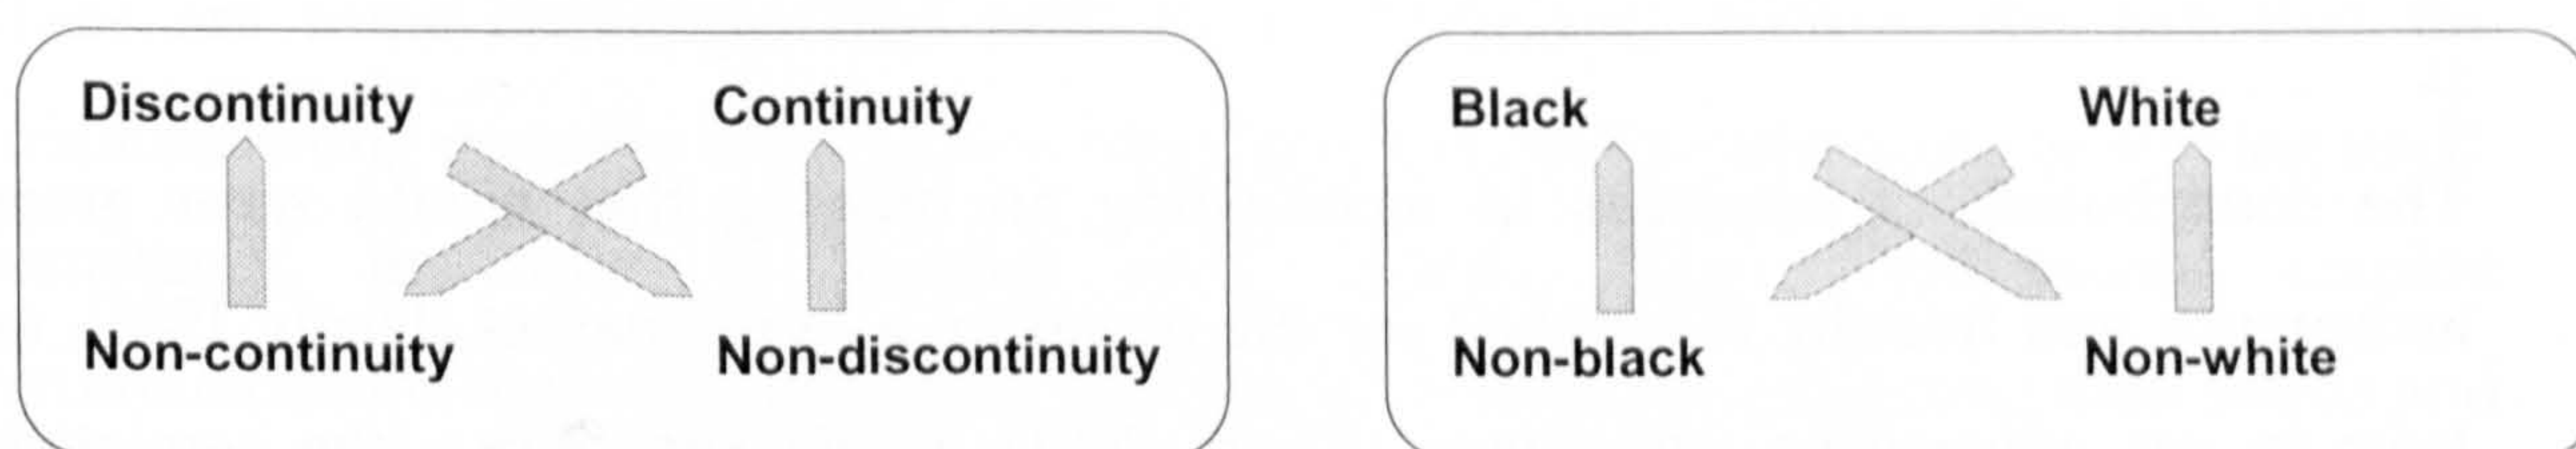 Discontinuity Continuity
Non-continuity Non-discontinuity
Black White
Non-black Non-white